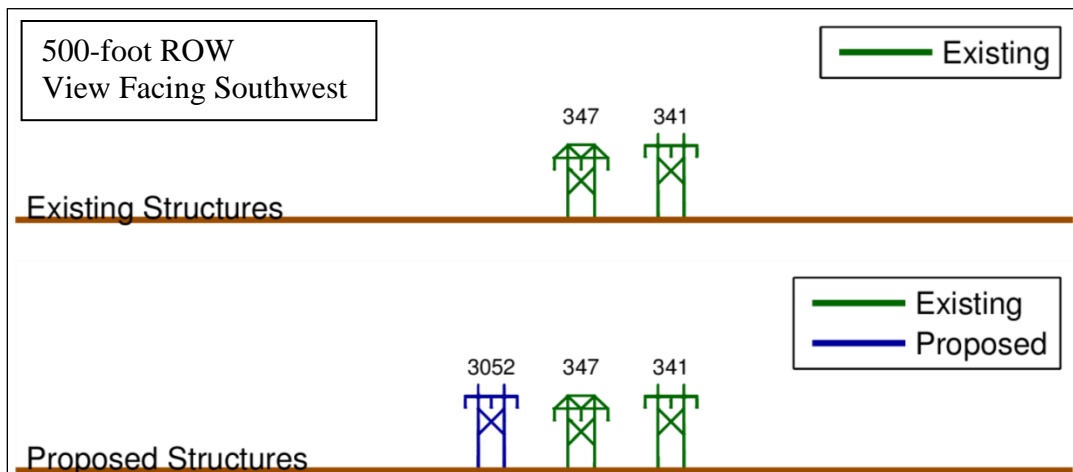 500-foot ROW
View Facing Southwest
Existing
347 341
Existing Structures
Existing
Proposed
3052 347 341
Proposed Structures